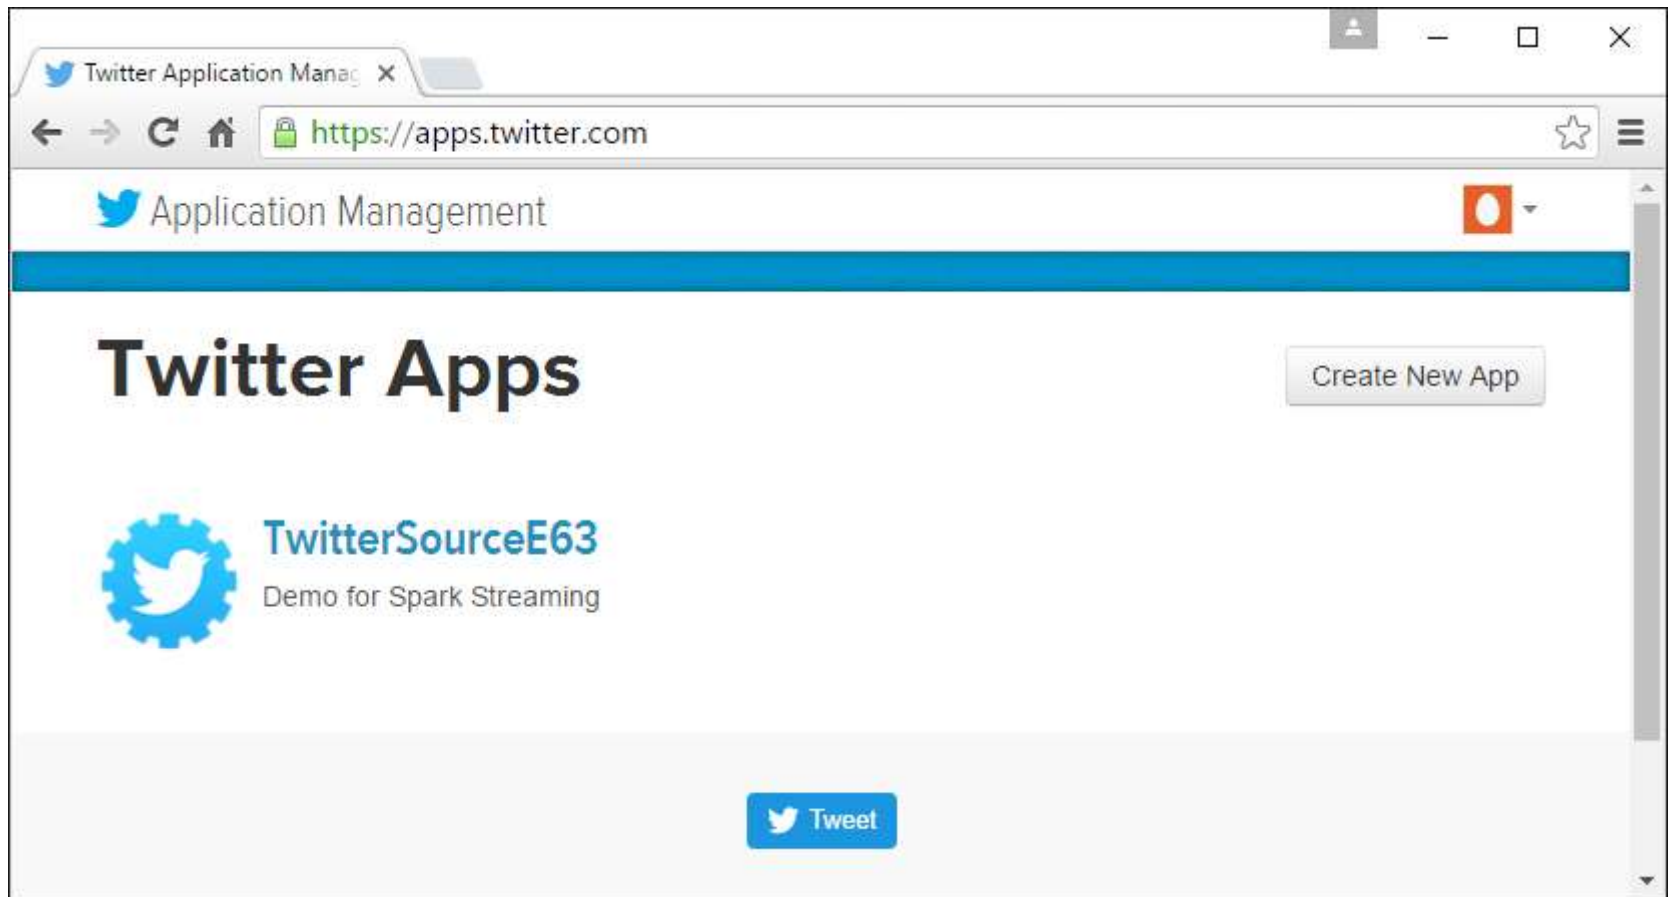 Twitter Application Manag
https://apps.twitter.com
Application Management
Twitter Apps
Create New App
TwitterSourceE63
Demo for Spark Streaming
Tweet